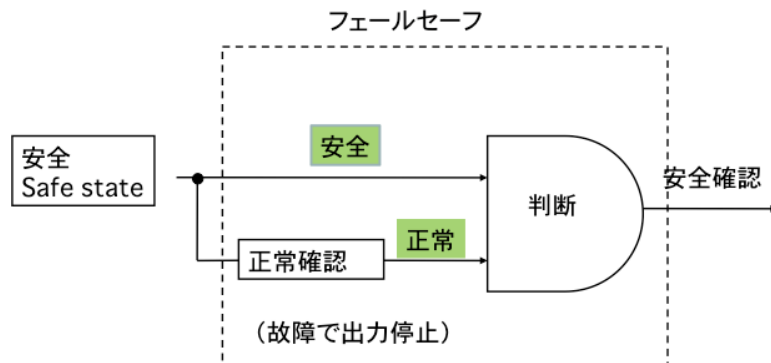 フェールセーフ
安全
Safe state
安全
判断
安全確認
正常確認
正常
（故障で出力停止）